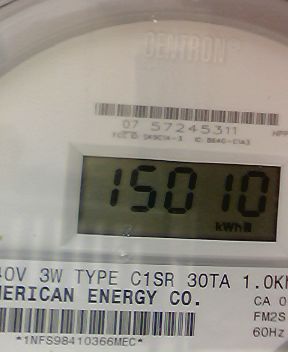 CENTRON®
07 57245311
15010
kWh
40V 3W TYPE C1SR 30TA 1.0K
MERICAN ENERGY CO.
CA 0
FM2S
60Hz
*1NFS98410366MEC*